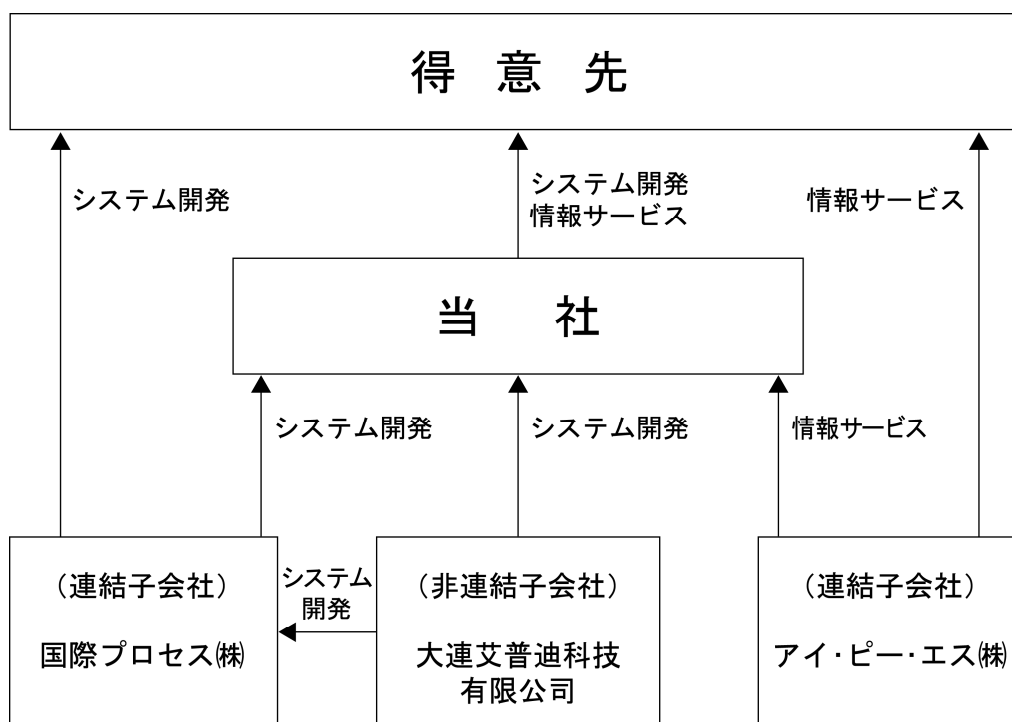 得意先
システム開発
システム開発
情報サービス
情報サービス
当社
システム開発
システム開発
情報サービス
(連結子会社)
国際プロセス㈱
システム
開発
(非連結子会社)
大連艾普迪科技
有限公司
(連結子会社)
アイ・ピー・エス㈱